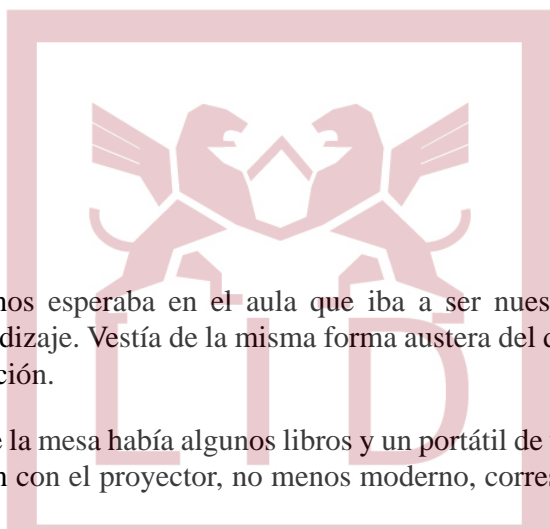 nos esperaba en el aula que iba a ser nues
dizaje. Vestía de la misma forma austera del
ción.
la mesa había algunos libros y un portátil de
con el proyector, no menos moderno, corres
LID